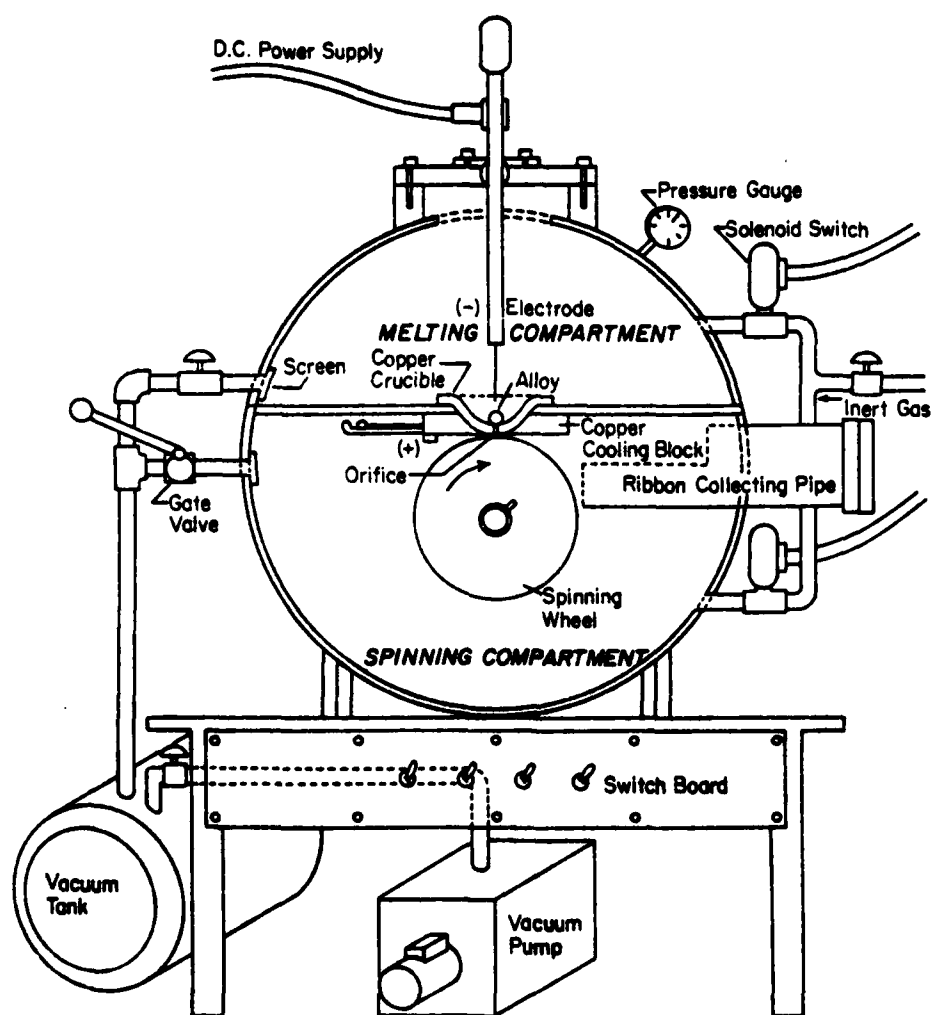 D.C. Power Supply
Pressure Gauge
Solenoid Switch
(-) Electrode
MELTING COMPARTMENT
Screen
Copper
Crucible
Alloy
Inert Gas
(+)
Copper
Cooling Block
Orifice
Ribbon Collecting Pipe
Gate
Valve
Spinning
Wheel
SPINNING COMPARTMENT
Switch Board
Vacuum
Tank
Vacuum
Pump